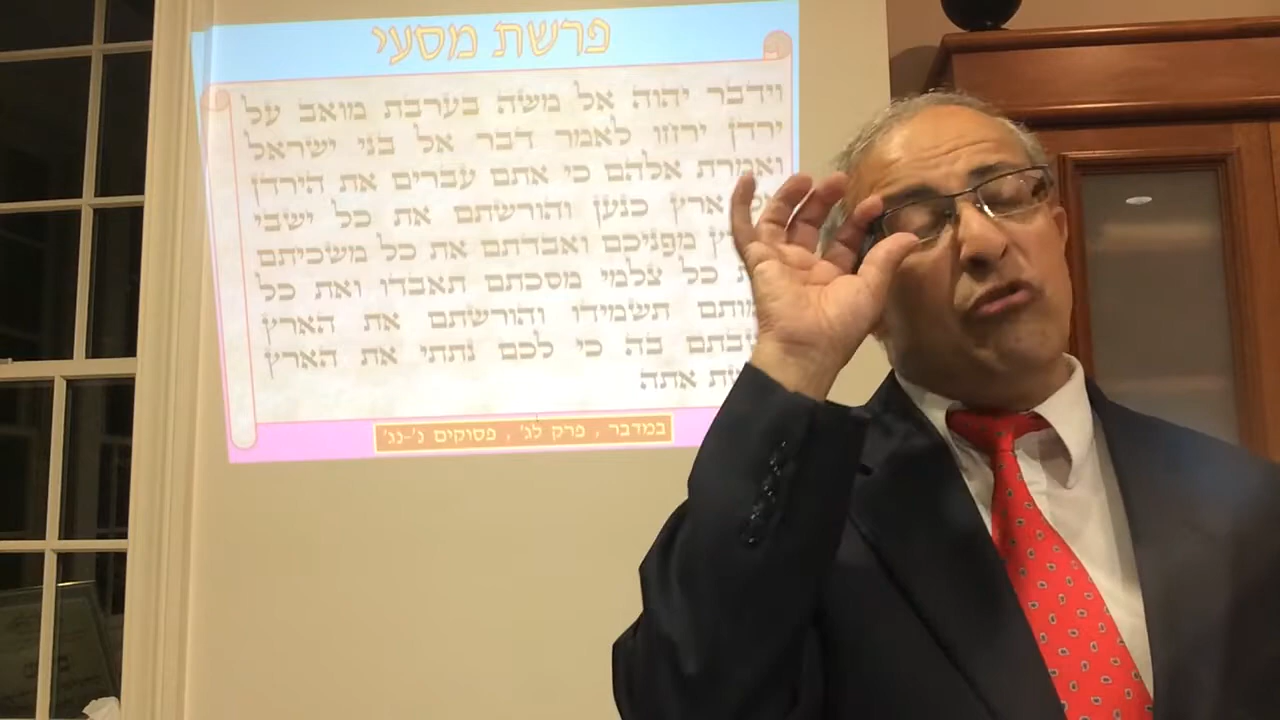 פרשת מסעי
וידבר יהוה אל משה בערבת מואב על
ירדן ירחו לאמר דבר אל בני ישראל
ואמרת אלהם כי אתם עברים את הירדן
ארץ כנען והורשתם את כל ישבי
מפניכם ואבדתם את כל משכיתם
כל צלמי מסכתם תאבדו ואת כל
תשמידו והורשתם את הארץ
בה כי לכם נתתי את הארץ
אתה
במדבר , פרק לג' , פסוקים נ'-נג'